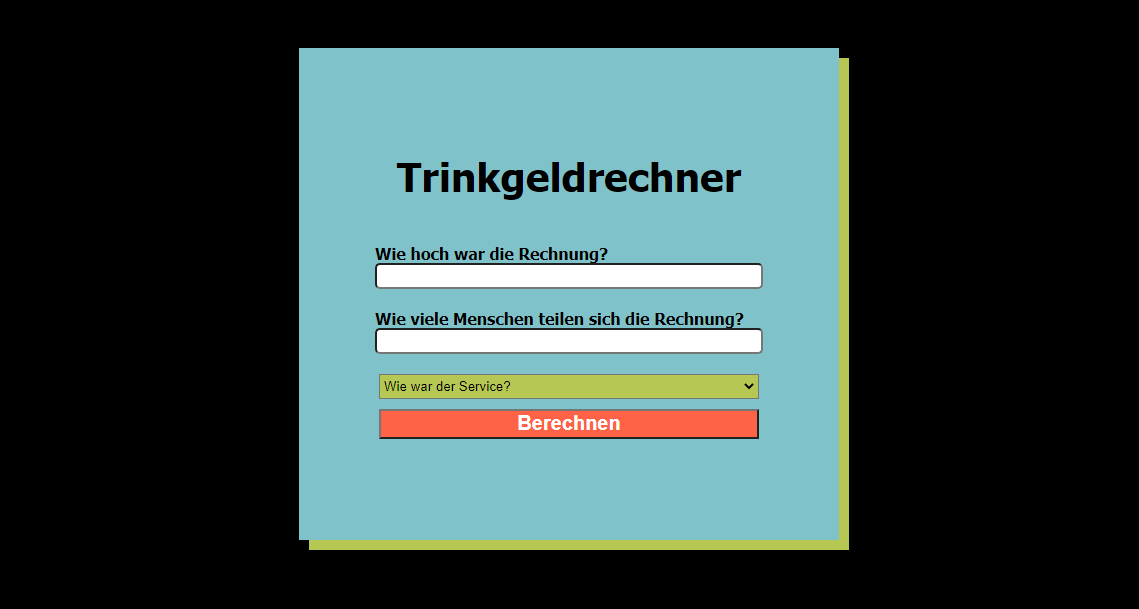 Trinkgeldrechner
Wie hoch war die Rechnung?
Wie viele Menschen teilen sich die Rechnung?
Wie war der Service?
Berechnen